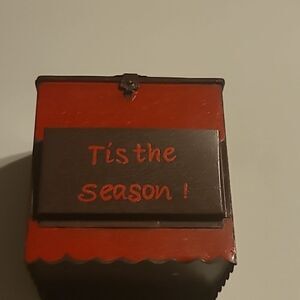 Tis the
season !